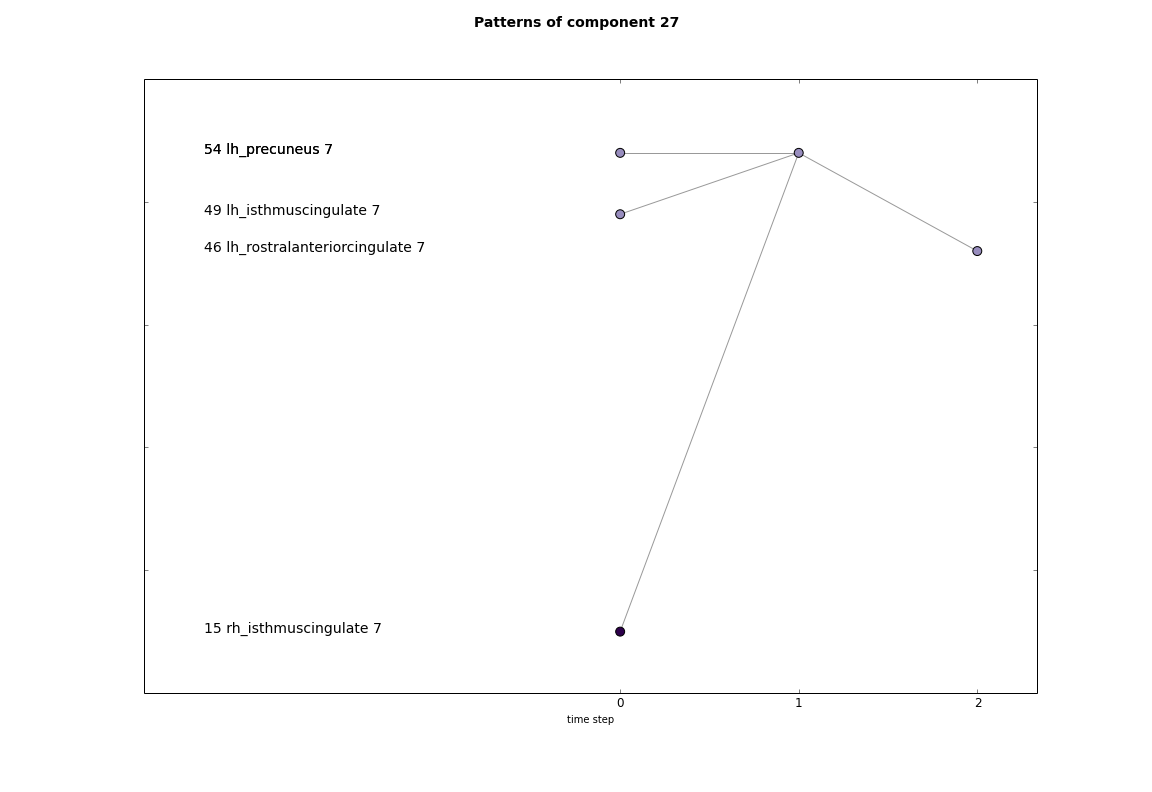 Patterns of component 27
54 lh_precuneus 7
49 lh_isthmuscingulate 7
46 lh_rostralanteriorcingulate 7
15 rh_isthmuscingulate 7
0 1 2
time step